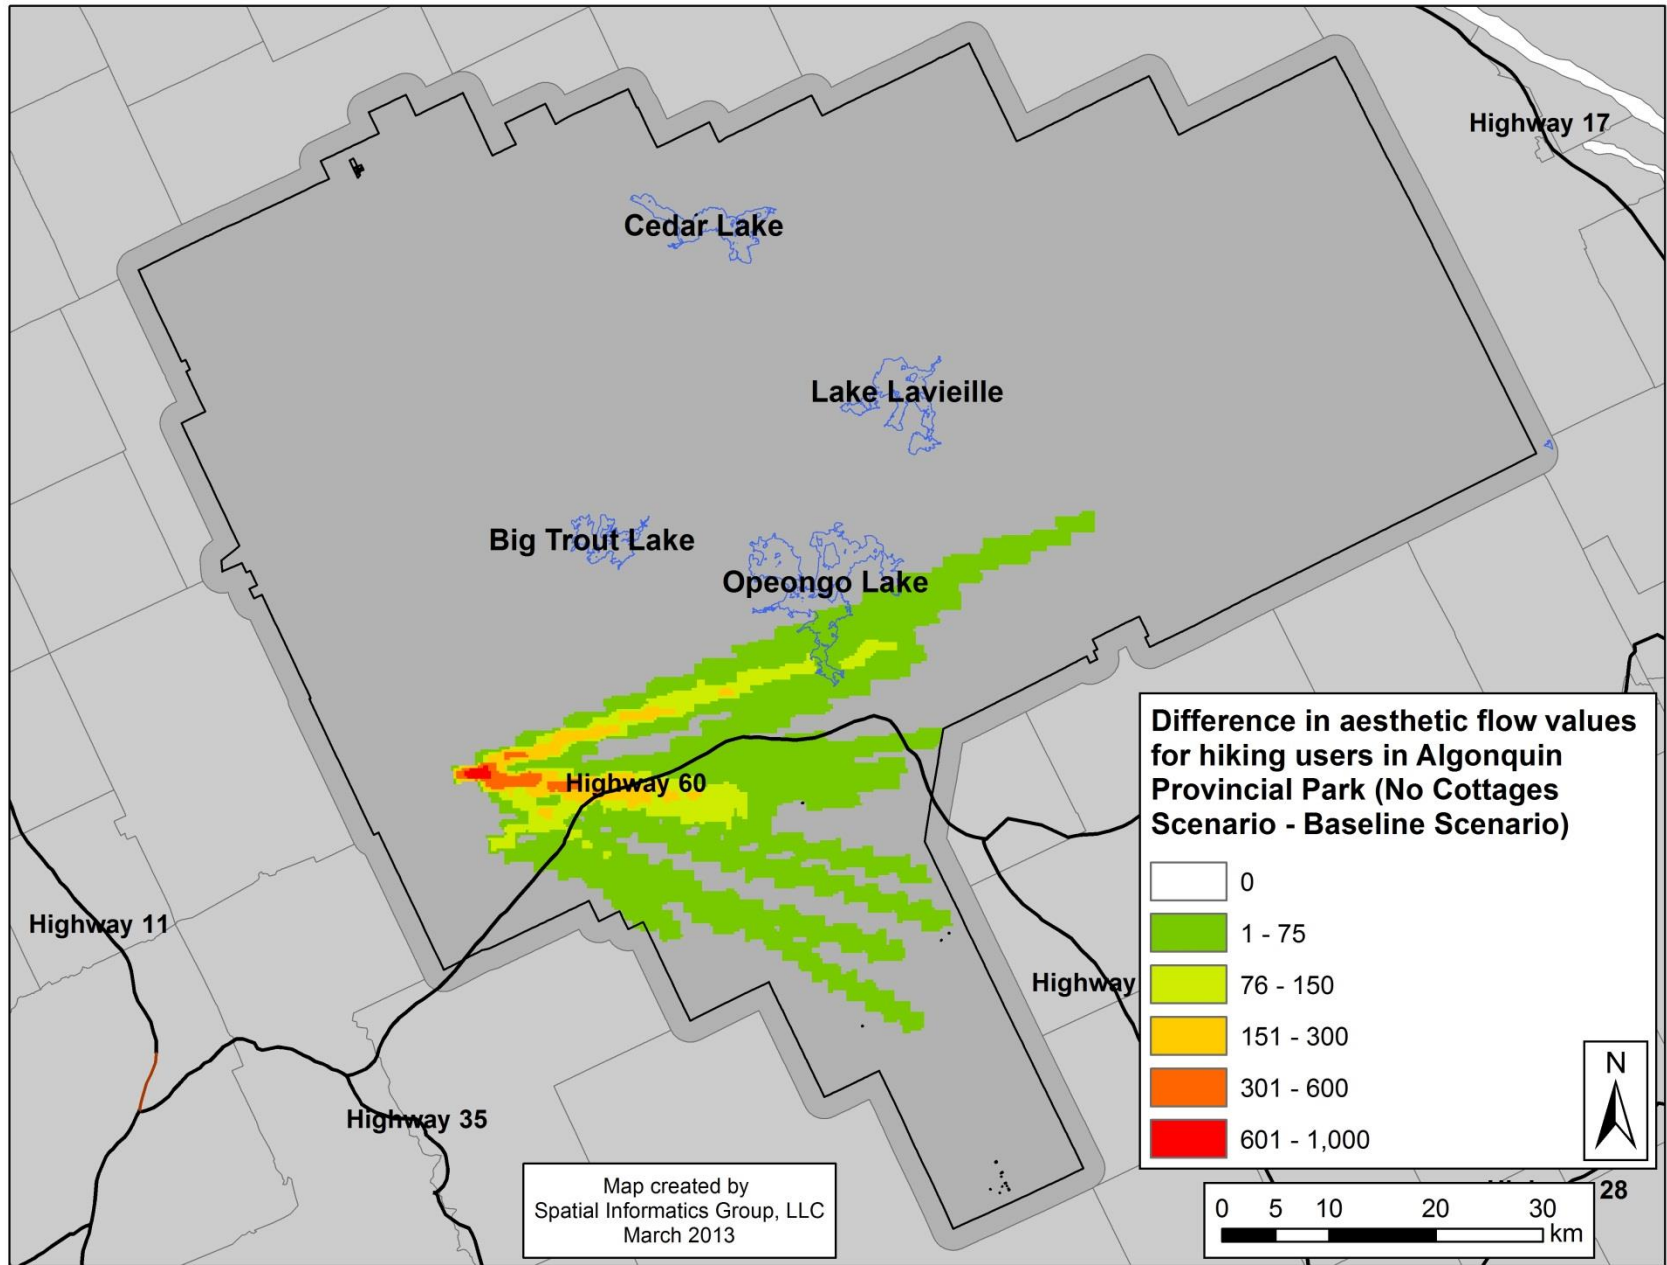 Highway 17
Cedar Lake
Lake Lavieille
Big Trout Lake
Opeongo Lake
Highway 60
Highway 11
Highway
Highway 35
Difference in aesthetic flow values
for hiking users in Algonquin
Provincial Park (No Cottages
Scenario - Baseline Scenario)
0
1 - 75
76 - 150
151 - 300
301 - 600
601 - 1,000
N
28
Map created by
Spatial Informatics Group, LLC
March 2013
0 5 10 20 30
km